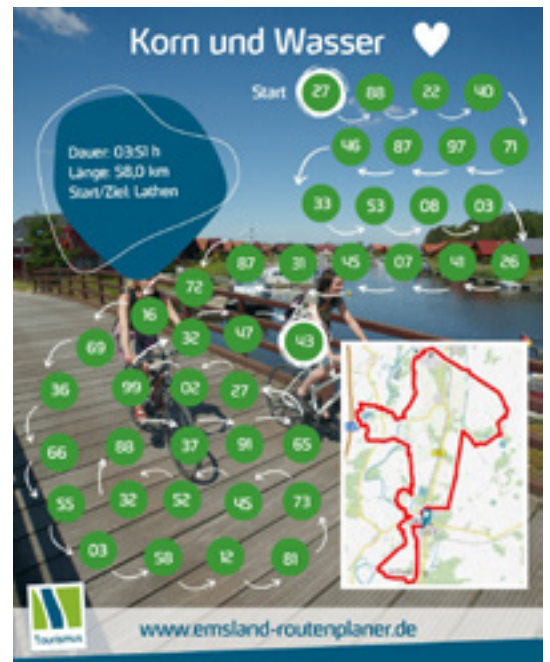 Korn und Wasser
Start 27 88 22 40
46 87 97 71
33 53 08 03
87 31 45 07 41 26
72
16
69 32 47 43
36 99 02 27
66 88 37 91 65
55 32 52 45 73
03 58 12 81
Dauer: 03:51 h
Länge: 58,0 km
Start/Ziel: Lathen
Tourismus
www.emsland-routenplaner.de